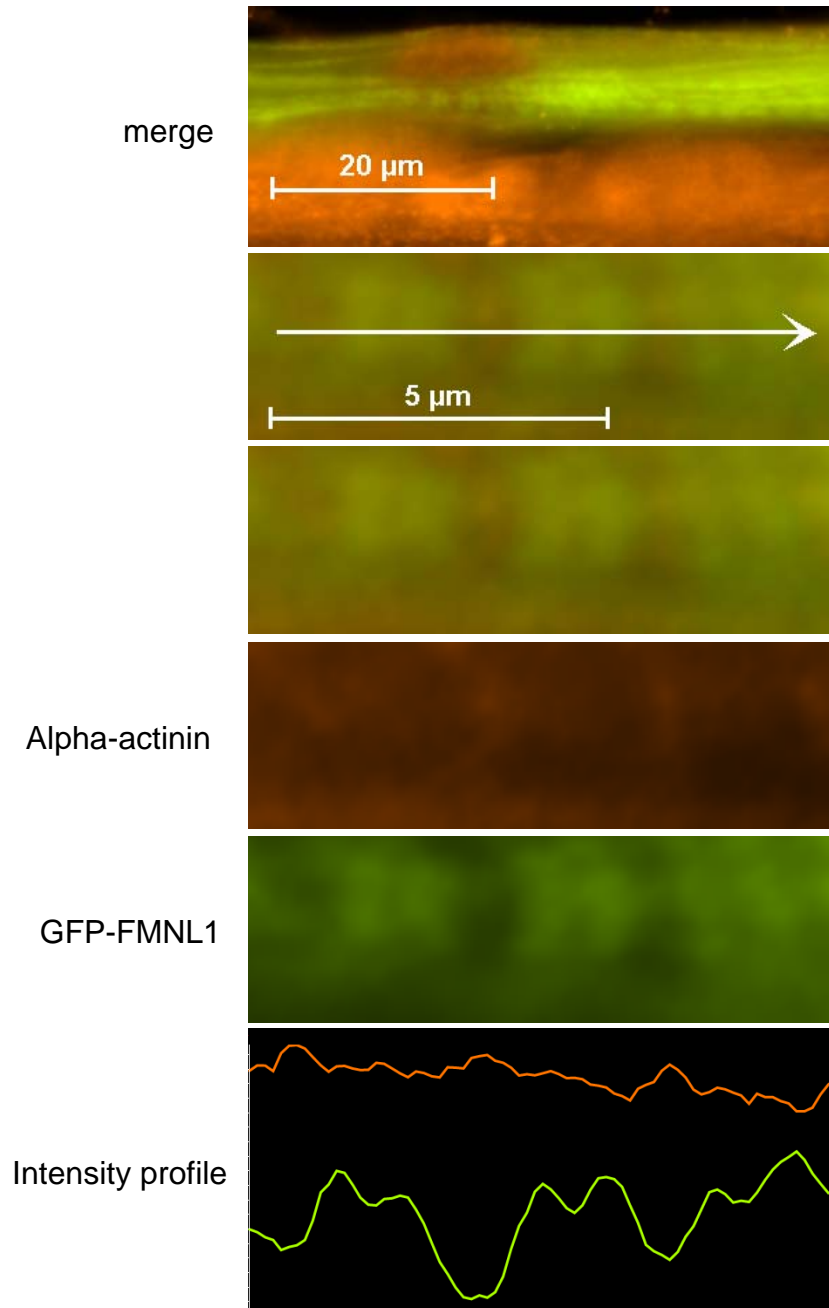 merge
20 µm
5 µm
Alpha-actinin
GFP-FMNL1
Intensity profile